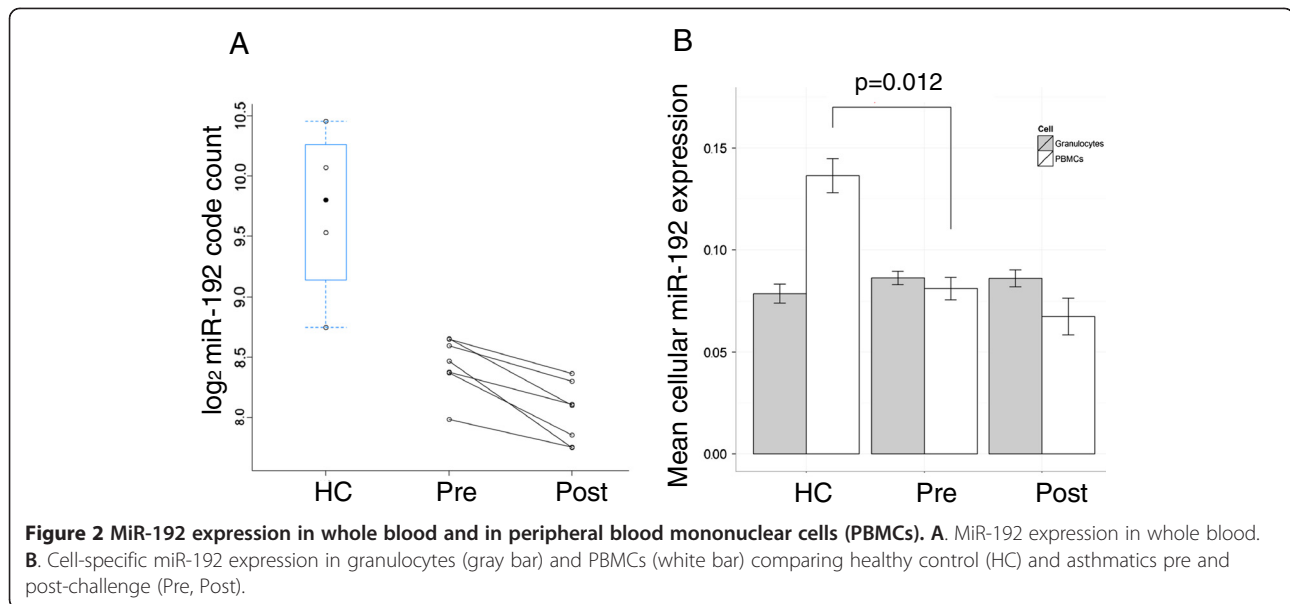 A
log₂ miR-192 code count
10.5
10.0
9.5
9.0
8.5
8.0
HC Pre Post
B
Mean cellular miR-192 expression
p=0.012
Cell
Granulocytes
PBMCs
0.15
0.10
0.05
0.00
HC Pre Post
Figure 2 MiR-192 expression in whole blood and in peripheral blood mononuclear cells (PBMCs). A. MiR-192 expression in whole blood.
B. Cell-specific miR-192 expression in granulocytes (gray bar) and PBMCs (white bar) comparing healthy control (HC) and asthmatics pre and
post-challenge (Pre, Post).